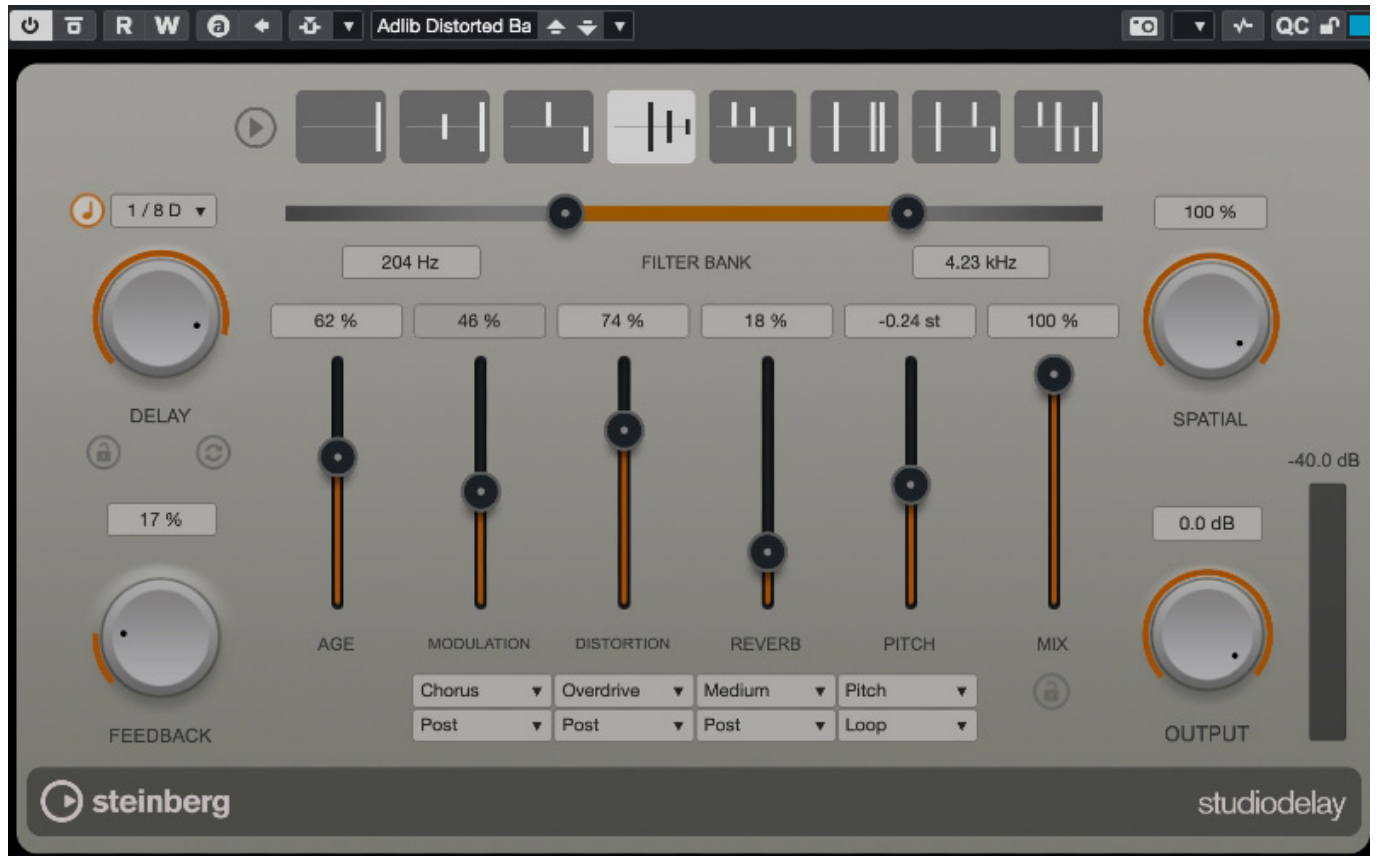 R W a Adlib Distorted Ba QC
1 / 8 D
100 %
204 Hz FILTER BANK 4.23 kHz
62 % 46 % 74 % 18 % -0.24 st 100 %
DELAY
SPATIAL
-40.0 dB
17 %
0.0 dB
AGE MODULATION DISTORTION REVERB PITCH MIX
Chorus Overdrive Medium Pitch
Post Post Post Loop
FEEDBACK
OUTPUT
steinberg studiodelay